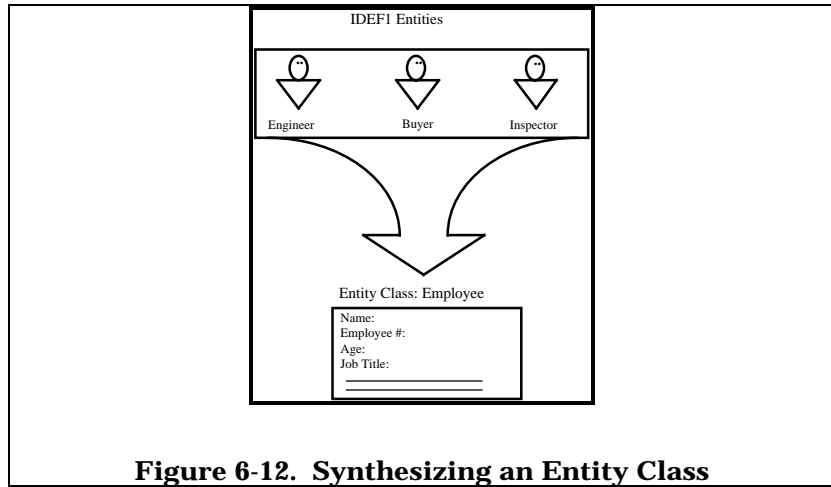 IDEF1 Entities
Engineer Buyer Inspector
Entity Class: Employee
Name:
Employee #:
Age:
Job Title:
Figure 6-12. Synthesizing an Entity Class